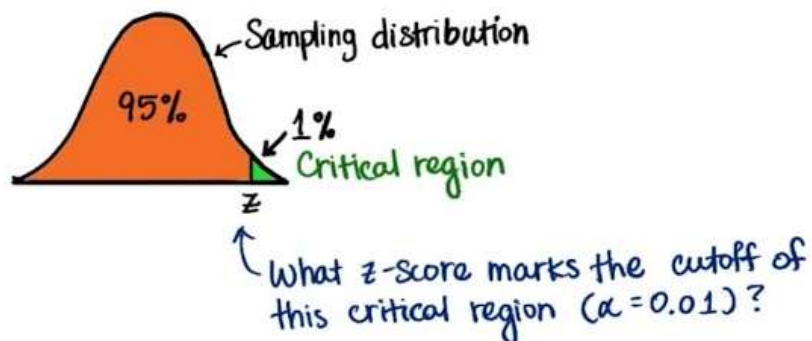 Sampling distribution
95%
1%
Critical region
z
What z-score marks the cutoff of
this critical region (α = 0.01)?